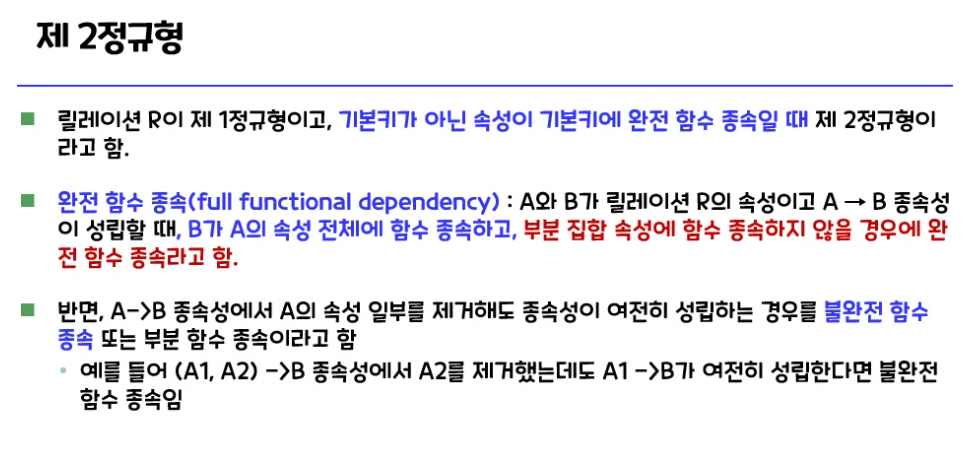 제 2정규형
릴레이션 R이 제 1정규형이고, 기본키가 아닌 속성이 기본키에 완전 함수 종속일 때 제 2정규형이
라고 함.
완전 함수 종속(full functional dependency) : A와 B가 릴레이션 R의 속성이고 A → B 종속성
이 성립할 때, B가 A의 속성 전체에 함수 종속하고, 부분 집합 속성에 함수 종속하지 않을 경우에 완
전 함수 종속라고 함.
반면, A->B 종속성에서 A의 속성 일부를 제거해도 종속성이 여전히 성립하는 경우를 불완전 함수
종속 또는 부분 함수 종속이라고 함
예를 들어 (A1, A2) ->B 종속성에서 A2를 제거했는데도 A1 ->B가 여전히 성립한다면 불완전
함수 종속임